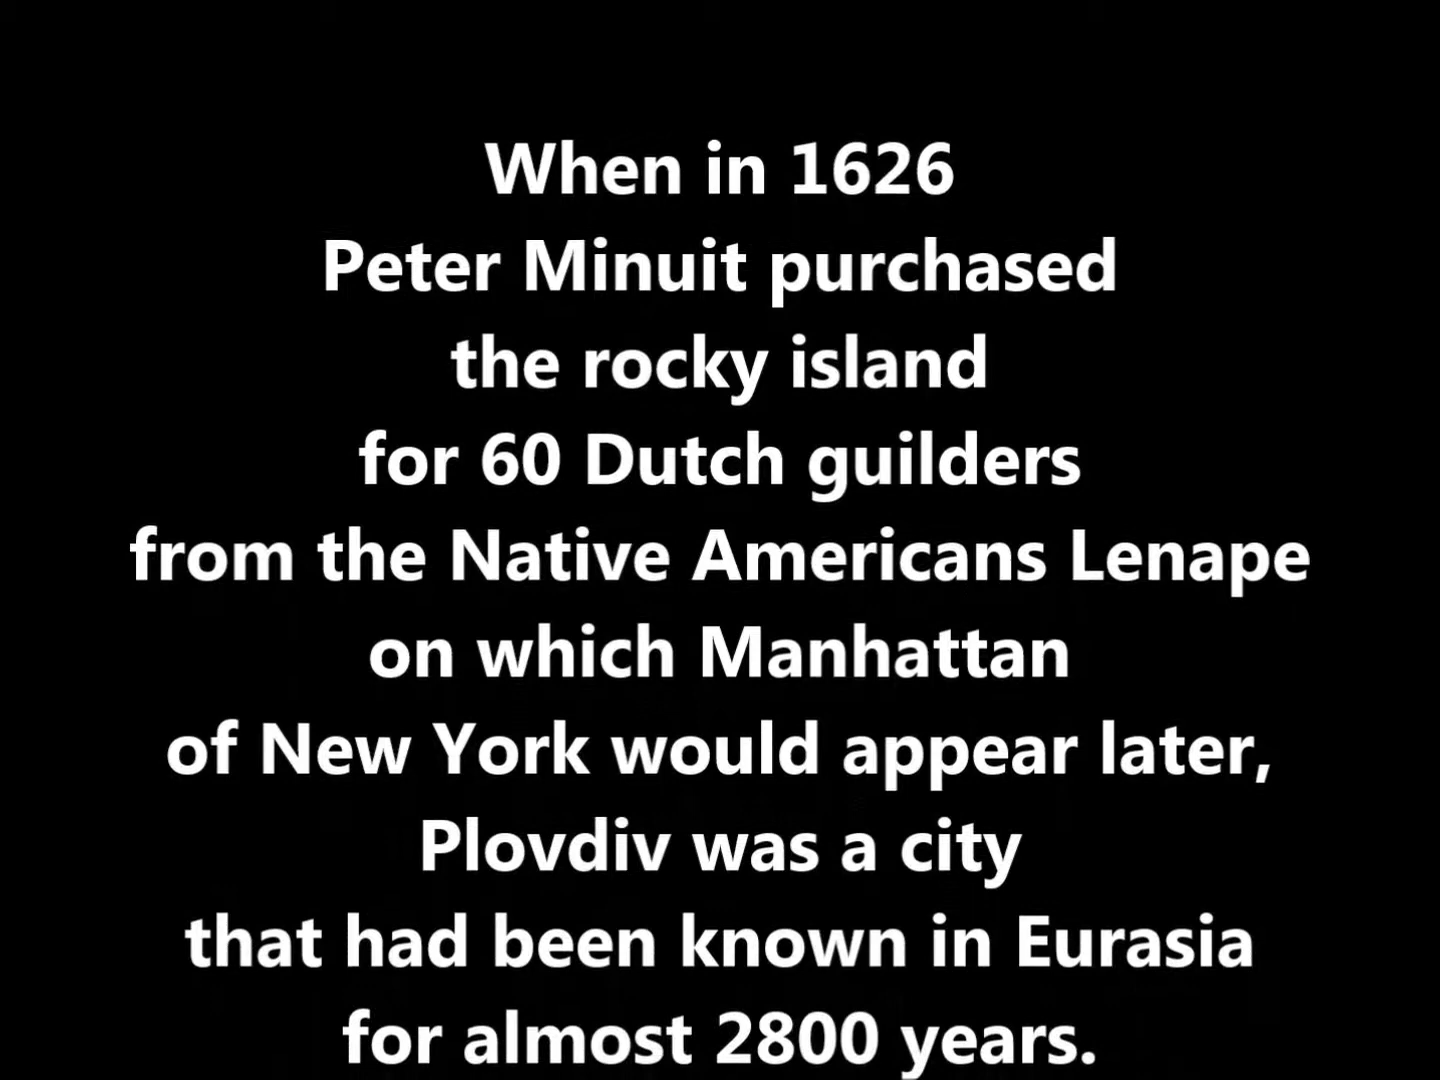 When in 1626
Peter Minuit purchased
the rocky island
for 60 Dutch guilders
from the Native Americans Lenape
on which Manhattan
of New York would appear later,
Plovdiv was a city
that had been known in Eurasia
for almost 2800 years.